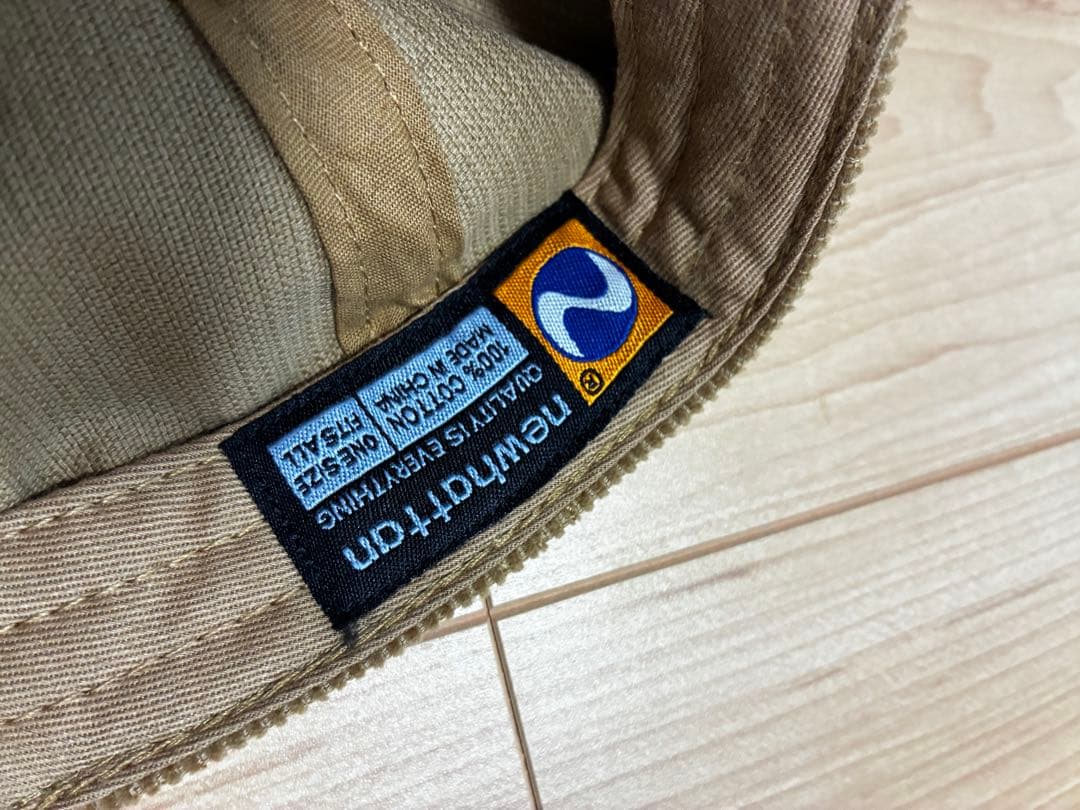 ®
newhattan
QUALITY IS EVERYTHING
100% COTTON
MADE IN CHINA
ONE SIZE
FITS ALL